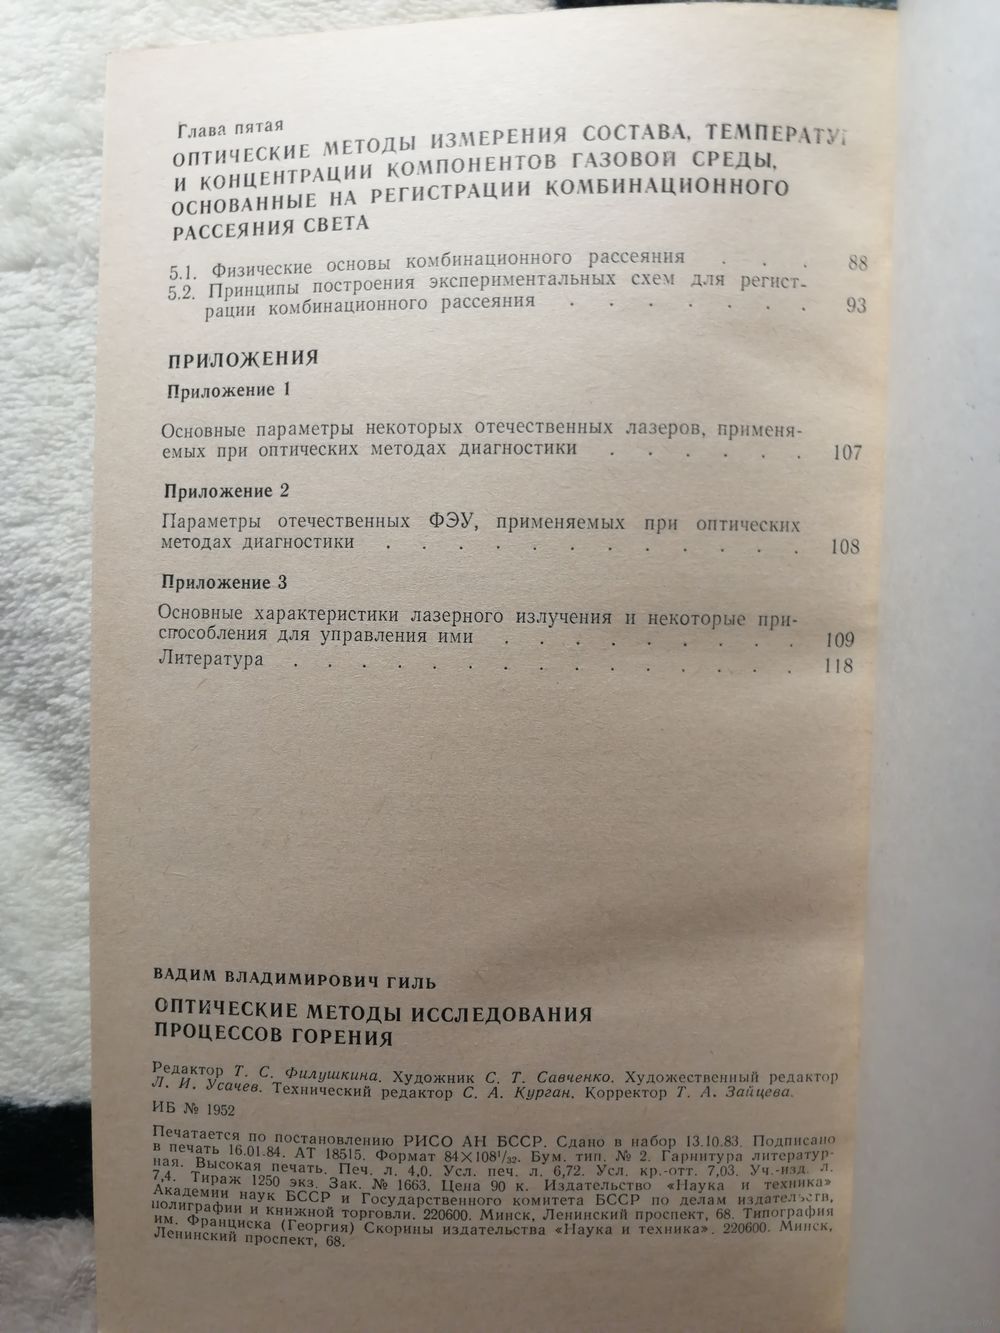 Глава пятая
ОПТИЧЕСКИЕ МЕТОДЫ ИЗМЕРЕНИЯ СОСТАВА, ТЕМПЕРАТУ
И КОНЦЕНТРАЦИИ КОМПОНЕНТОВ ГАЗОВОЙ СРЕДЫ,
ОСНОВАННЫЕ НА РЕГИСТРАЦИИ КОМБИНАЦИОННОГО
РАССЕЯНИЯ СВЕТА
5.1. Физические основы комбинационного рассеяния . . . 88
5.2. Принципы построения экспериментальных схем для регист-
рации комбинационного рассеяния . . . . . . . 93
ПРИЛОЖЕНИЯ
Приложение 1
Основные параметры некоторых отечественных лазеров, применя-
емых при оптических методах диагностики . . . . . . 107
Приложение 2
Параметры отечественных ФЭУ, применяемых при оптических
методах диагностики . . . . . . . . . . . . 108
Приложение 3
Основные характеристики лазерного излучения и некоторые при-
способления для управления ими . . . . . . . . . 109
Литература . . . . . . . . . . . . . . . 118
ВАДИМ ВЛАДИМИРОВИЧ ГИЛЬ
ОПТИЧЕСКИЕ МЕТОДЫ ИССЛЕДОВАНИЯ
ПРОЦЕССОВ ГОРЕНИЯ
Редактор Т. С. Филушкина. Художник С. Т. Савченко. Художественный редактор
Л. И. Усачев. Технический редактор С. А. Курган. Корректор Т. А. Зайцева.
ИБ № 1952
Печатается по постановлению РИСО АН БССР. Сдано в набор 13.10.83. Подписано
в печать 16.01.84. АТ 18515. Формат 84×108¹/₃₂. Бум. тип. № 2. Гарнитура литератур-
ная. Высокая печать. Печ. л. 4,0. Усл. печ. л. 6,72. Усл. кр.-отт. 7,03. Уч.-изд. л.
7,4. Тираж 1250 экз. Зак. № 1663. Цена 90 к. Издательство «Наука и техника»
Академии наук БССР и Государственного комитета БССР по делам издательств,
полиграфии и книжной торговли. 220600. Минск, Ленинский проспект, 68. Типография
им. Франциска (Георгия) Скорины издательства «Наука и техника». 220600. Минск,
Ленинский проспект, 68.